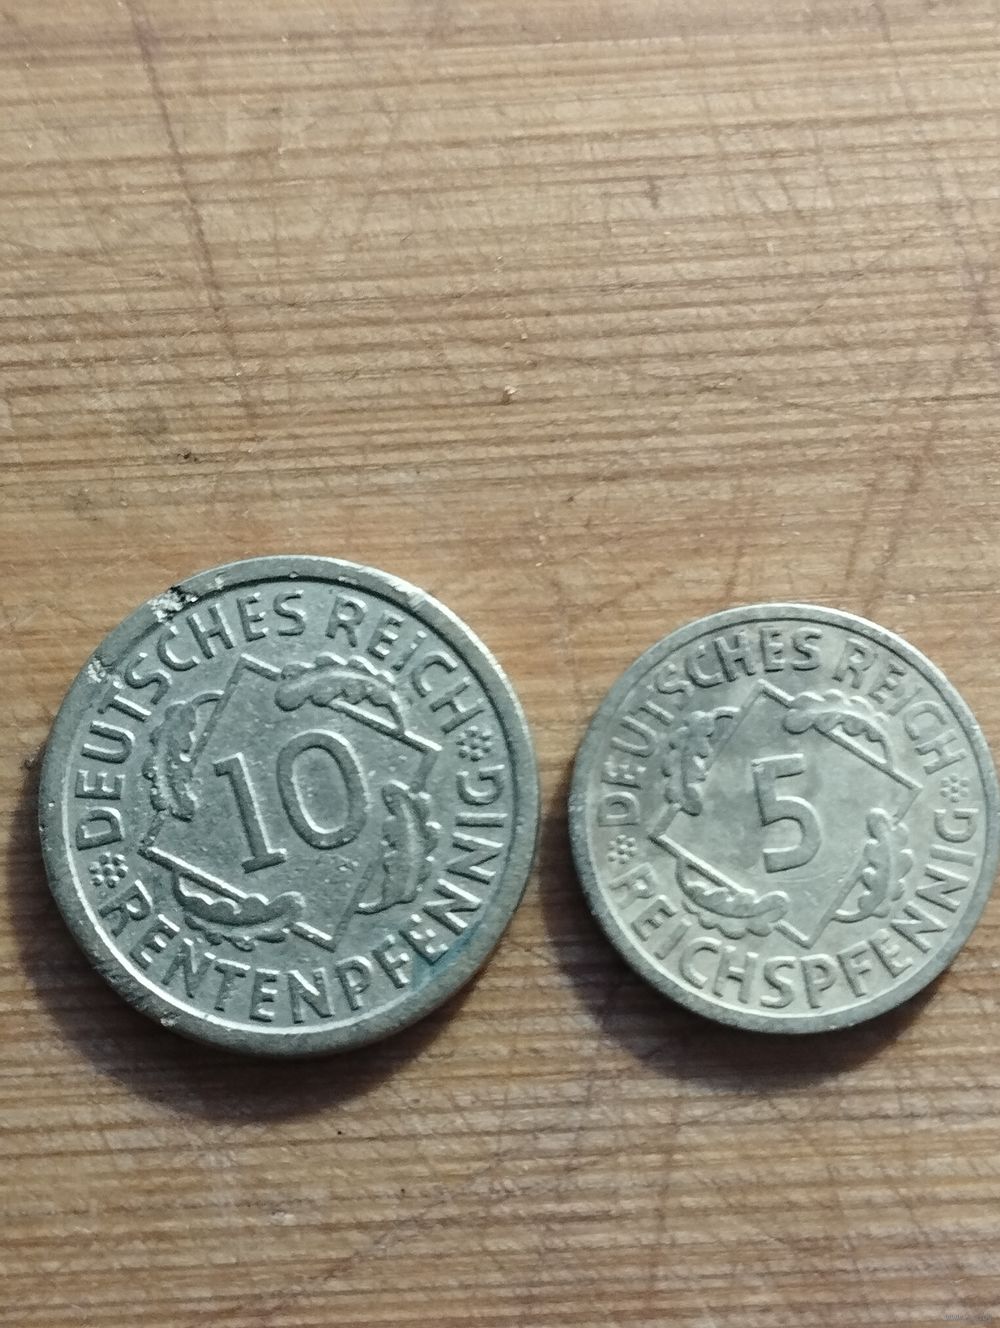 DEUTSCHES REICH
10
RENTENPFENNIG
DEUTSCHES REICH
5
REICHSPFENNIG